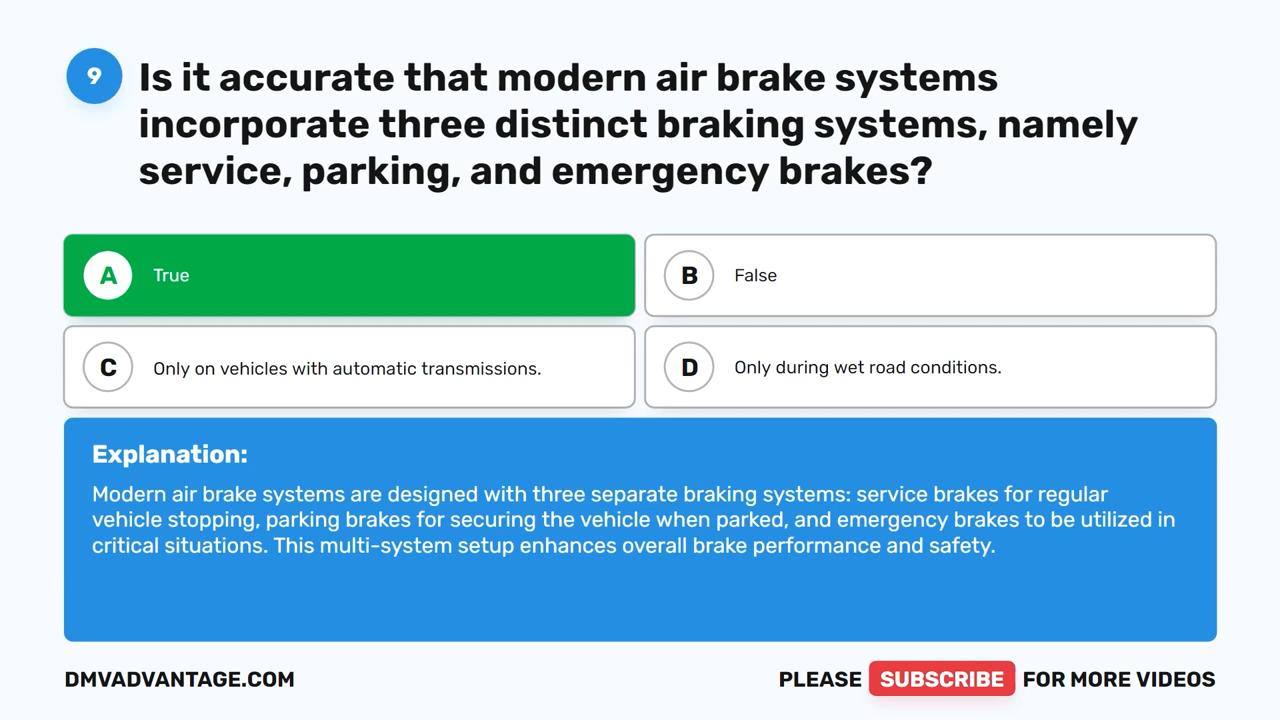 9
Is it accurate that modern air brake systems
incorporate three distinct braking systems, namely
service, parking, and emergency brakes?
A True
B False
C Only on vehicles with automatic transmissions.
D Only during wet road conditions.
Explanation:
Modern air brake systems are designed with three separate braking systems: service brakes for regular
vehicle stopping, parking brakes for securing the vehicle when parked, and emergency brakes to be utilized in
critical situations. This multi-system setup enhances overall brake performance and safety.
DMVADVANTAGE.COM
PLEASE SUBSCRIBE FOR MORE VIDEOS